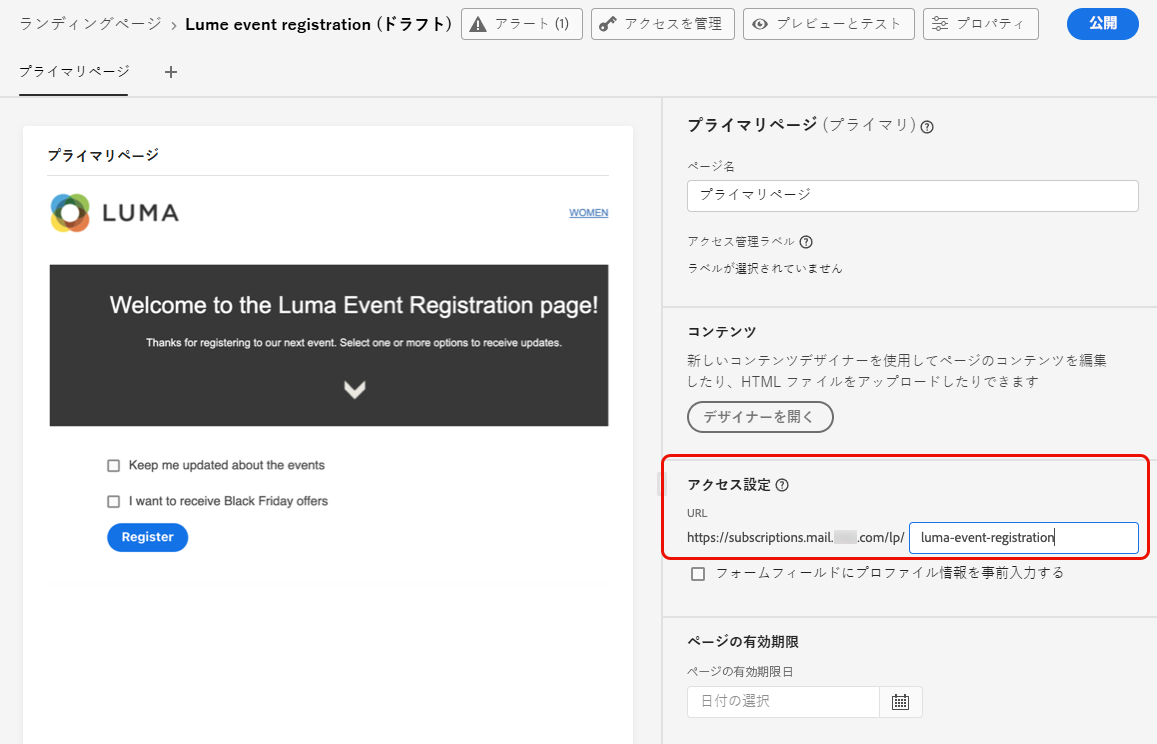 ランディングページ > Lume event registration (ドラフト) アラート (1) アクセスを管理 プレビューとテスト プロパティ 公開
プライマリページ +
プライマリページ
LUMA WOMEN
Welcome to the Luma Event Registration page!
Thanks for registering to our next event. Select one or more options to receive updates.
Keep me updated about the events
I want to receive Black Friday offers
Register
プライマリページ (プライマリ)
ページ名
プライマリページ
アクセス管理ラベル
ラベルが選択されていません
コンテンツ
新しいコンテンツデザイナーを使用してページのコンテンツを編集
したり、HTML ファイルをアップロードしたりできます
デザイナーを開く
アクセス設定
URL
https://subscriptions.mail. .com/lp/ luma-event-registration
フォームフィールドにプロファイル情報を事前入力する
ページの有効期限
ページの有効期限日
日付の選択